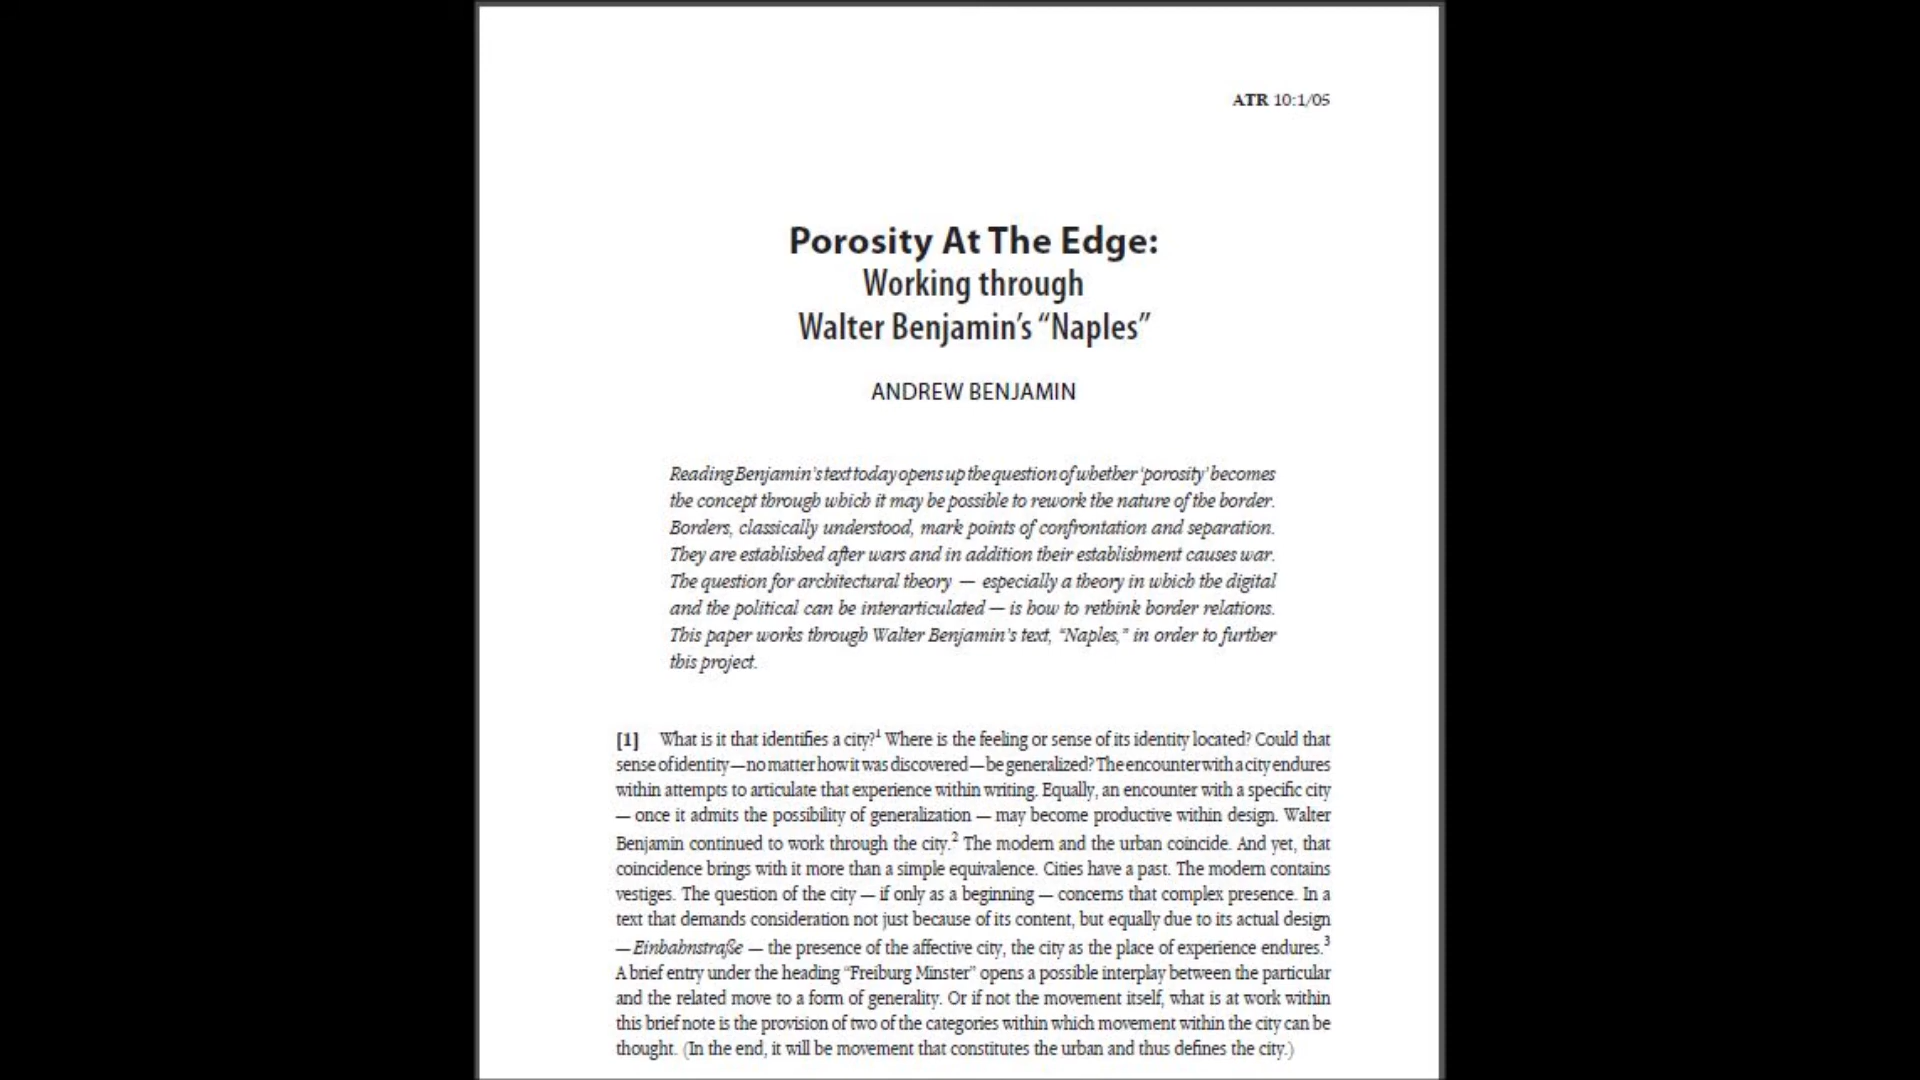 ATR 10:1/05
Porosity At The Edge:
Working through
Walter Benjamin’s “Naples”
ANDREW BENJAMIN
Reading Benjamin’s text today opens up the question of whether ‘porosity’ becomes
the concept through which it may be possible to rework the nature of the border.
Borders, classically understood, mark points of confrontation and separation.
They are established after wars and in addition their establishment causes war.
The question for architectural theory — especially a theory in which the digital
and the political can be interarticulated — is how to rethink border relations.
This paper works through Walter Benjamin’s text, “Naples,” in order to further
this project.
[1] What is it that identifies a city?¹ Where is the feeling or sense of its identity located? Could that
sense of identity — no matter how it was discovered — be generalized? The encounter with a city endures
within attempts to articulate that experience within writing. Equally, an encounter with a specific city
— once it admits the possibility of generalization — may become productive within design. Walter
Benjamin continued to work through the city.² The modern and the urban coincide. And yet, that
coincidence brings with it more than a simple equivalence. Cities have a past. The modern contains
vestiges. The question of the city — if only as a beginning — concerns that complex presence. In a
text that demands consideration not just because of its content, but equally due to its actual design
— Einbahnstraße — the presence of the affective city, the city as the place of experience endures.³
A brief entry under the heading “Freiburg Minster” opens a possible interplay between the particular
and the related move to a form of generality. Or if not the movement itself, what is at work within
this brief note is the provision of two of the categories within which movement within the city can be
thought. (In the end, it will be movement that constitutes the urban and thus defines the city.)